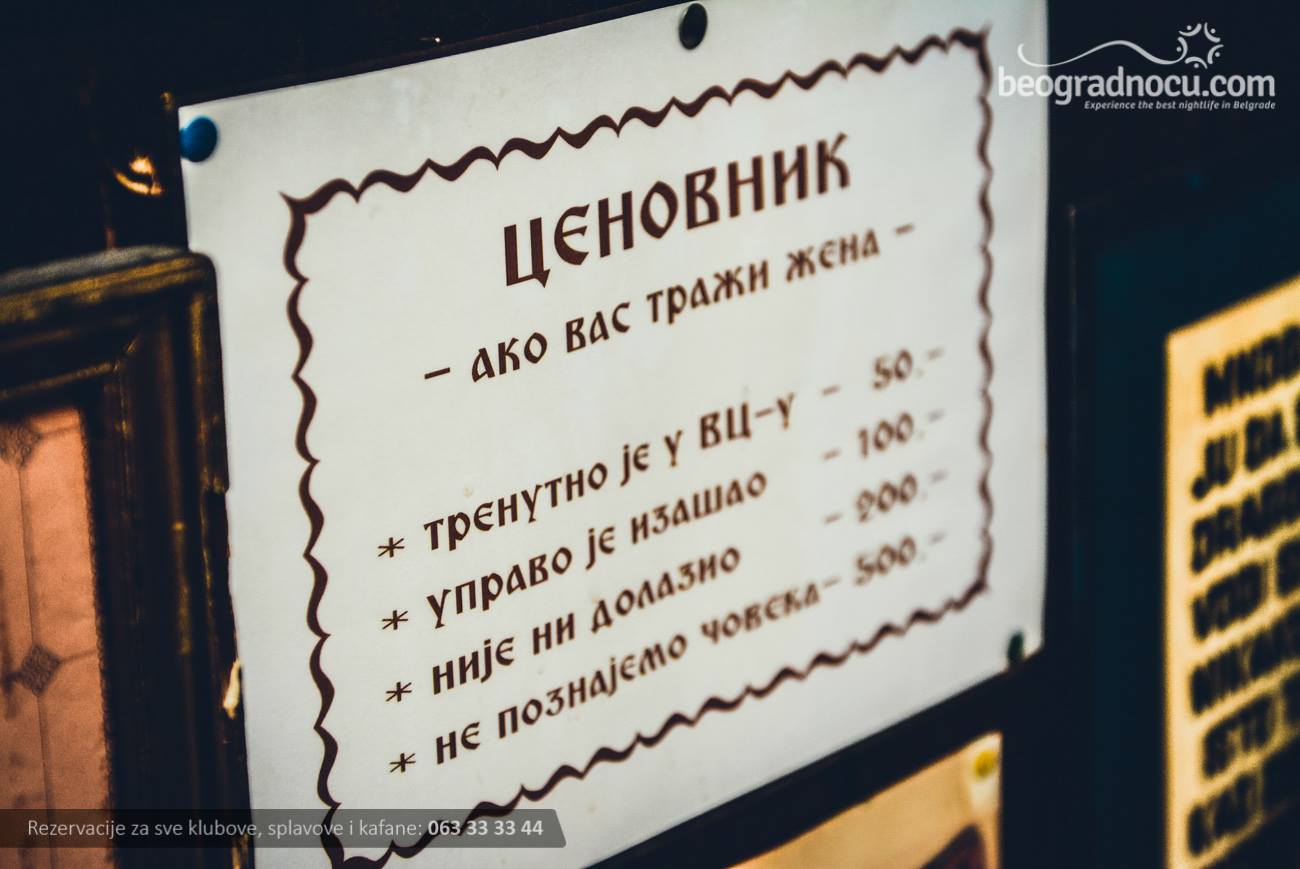 beogradnocu.com
Experience the best nightlife in Belgrade
ЦЕНОВНИК
– АКО ВАС ТРАЖИ ЖЕНА –
* ТРЕНУТНО ЈЕ У ВЦ-У – 50.-
* УПРАВО ЈЕ ИЗАШАО – 100.-
* НИЈЕ НИ ДОЛАЗИО – 200.-
* НЕ ПОЗНАЈЕМО ЧОВЕКА – 500.-
Rezervacije za sve klubove, splavove i kafane: 063 33 33 44